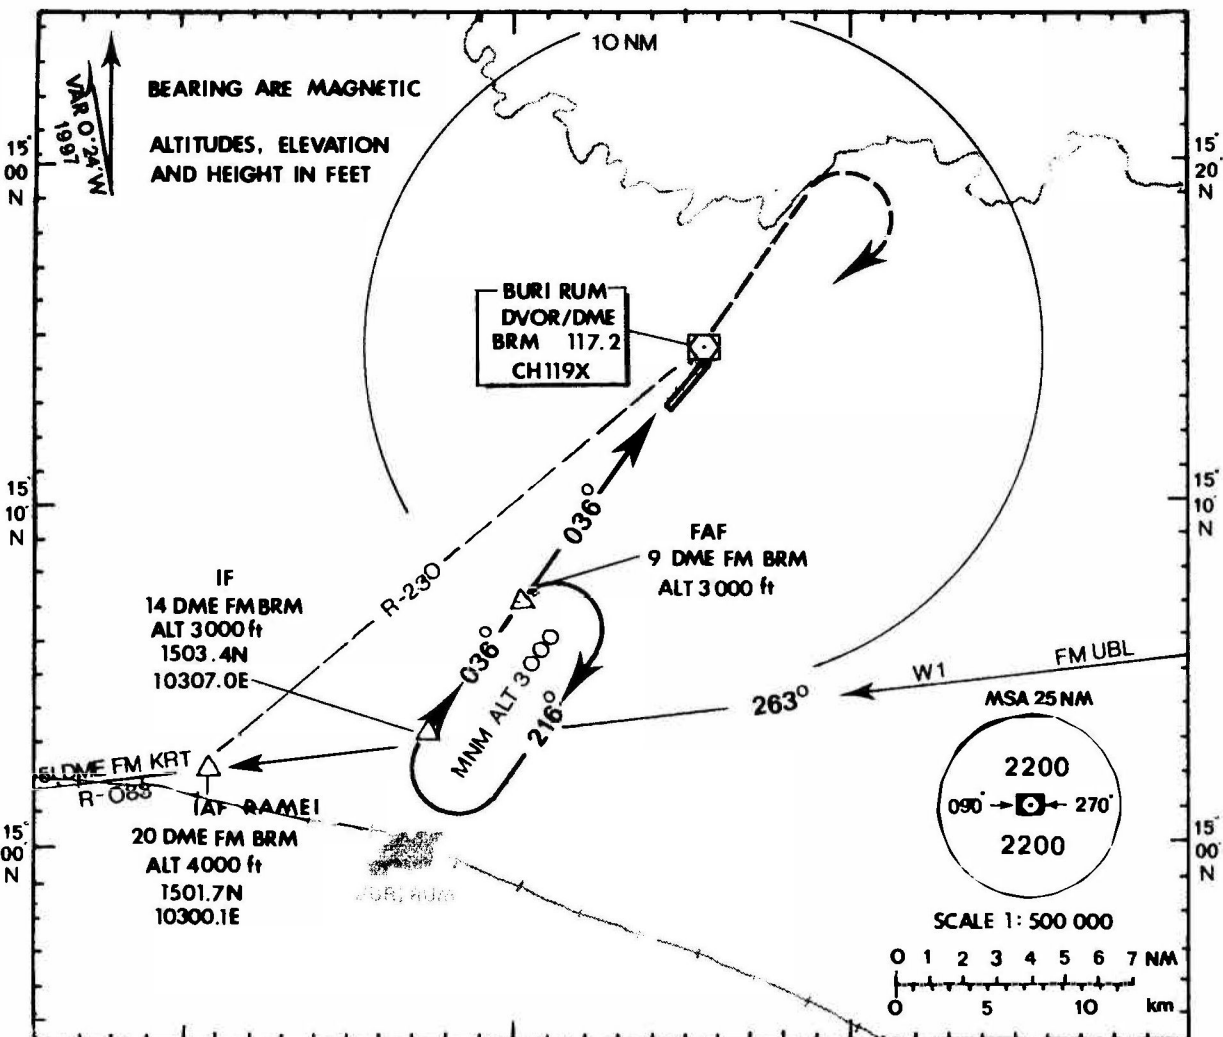 10 NM
BEARING ARE MAGNETIC
ALTITUDES, ELEVATION
AND HEIGHT IN FEET
VAR 0°24'W
1997
15°
00'
N
15°
20'
N
BURI RUM
DVOR/DME
BRM 117.2
CH119X
15°
10'
N
15°
10'
N
036°
FAF
9 DME FM BRM
ALT 3000 ft
R-230
IF
14 DME FM BRM
ALT 3000 ft
1503.4N
10307.0E
036°
MNM ALT 3000
216°
263°
W1
FM UBL
MSA 25 NM
2200
090° 270°
2200
DME FM KRT
R-088
IAF RAMEI
20 DME FM BRM
ALT 4000 ft
1501.7N
10300.1E
15°
00'
N
15°
00'
N
BURI RUM
SCALE 1: 500 000
0 1 2 3 4 5 6 7 NM
0 5 10 km